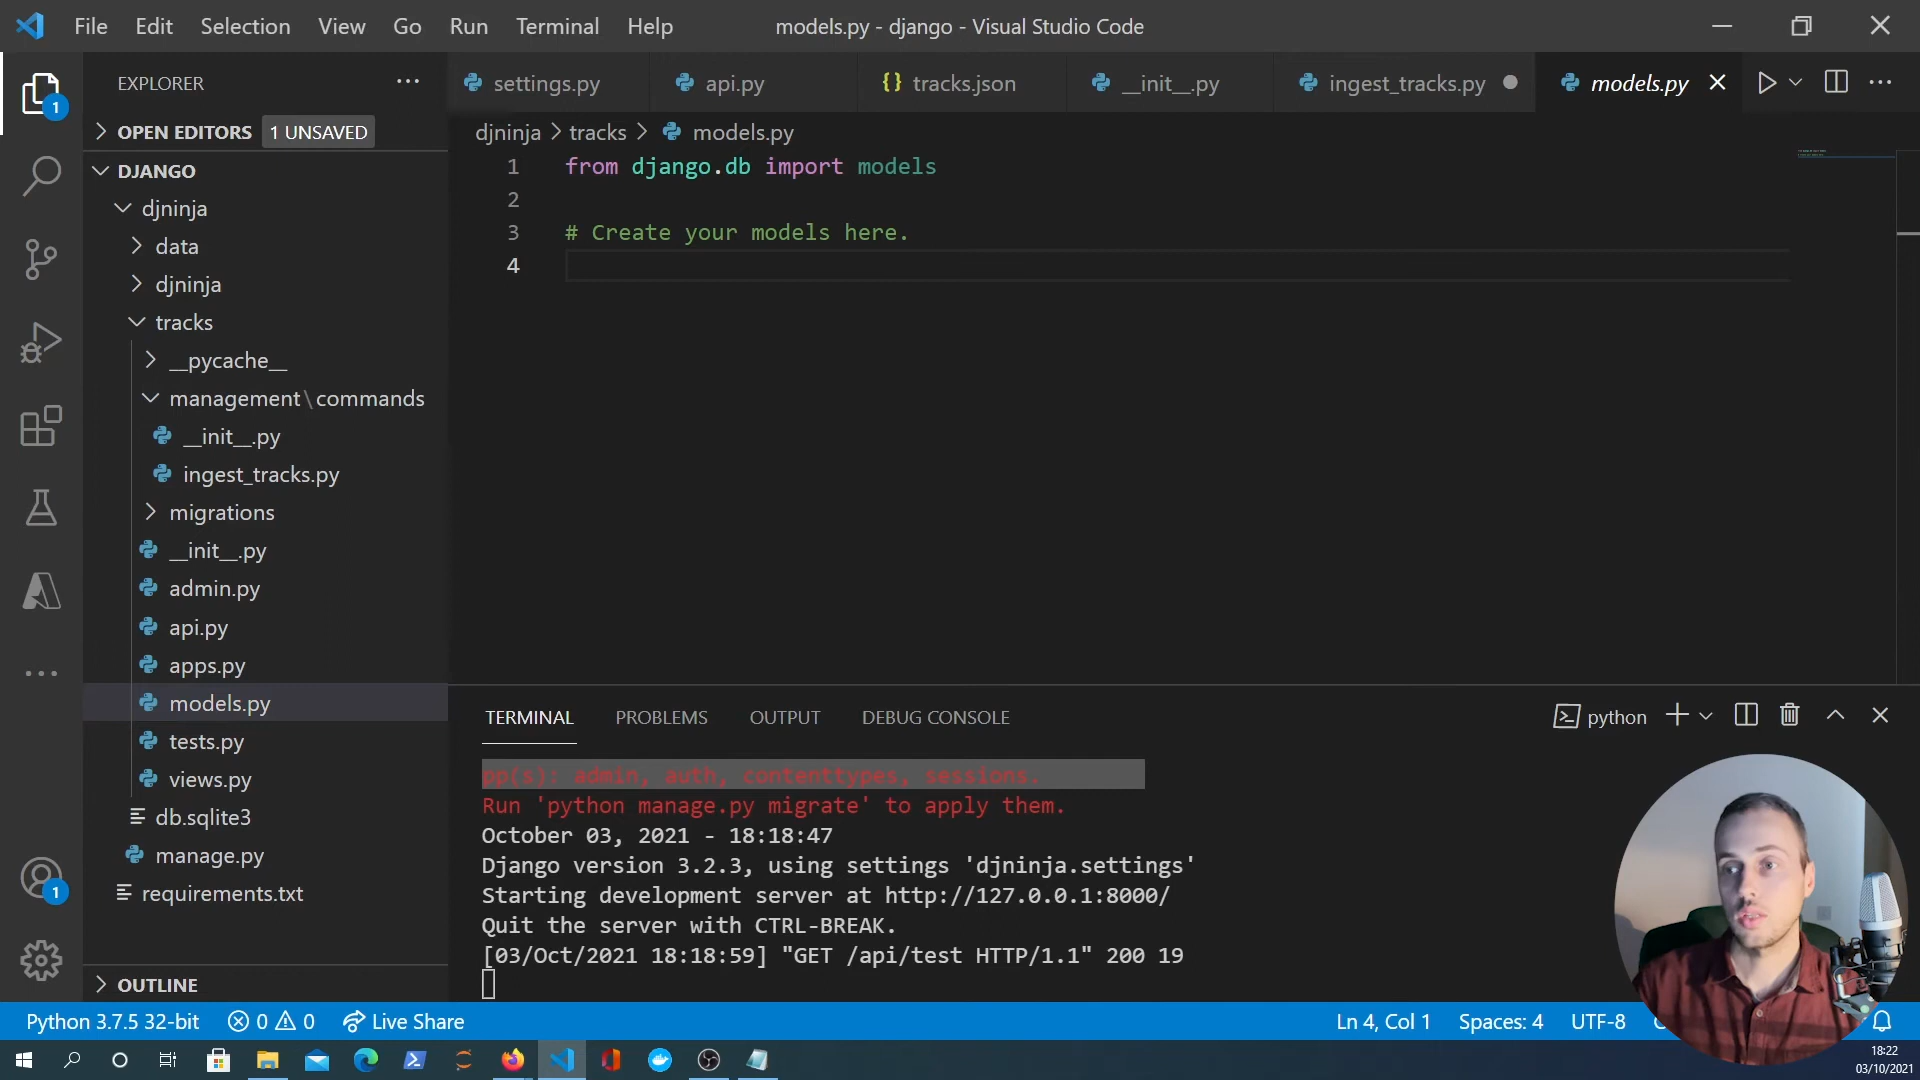 File Edit Selection View Go Run Terminal Help models.py - django - Visual Studio Code
EXPLORER
1
OPEN EDITORS 1 UNSAVED
DJANGO
djninja
data
djninja
tracks
__pycache__
management\commands
__init__.py
ingest_tracks.py
migrations
__init__.py
admin.py
api.py
apps.py
models.py
tests.py
views.py
db.sqlite3
manage.py
requirements.txt
OUTLINE
1
settings.py api.py {} tracks.json __init__.py ingest_tracks.py models.py
djninja > tracks > models.py
1 from django.db import models
2
3 # Create your models here.
4
TERMINAL PROBLEMS OUTPUT DEBUG CONSOLE python
pp(s): admin, auth, contenttypes, sessions.
Run 'python manage.py migrate' to apply them.
October 03, 2021 - 18:18:47
Django version 3.2.3, using settings 'djninja.settings'
Starting development server at http://127.0.0.1:8000/
Quit the server with CTRL-BREAK.
[03/Oct/2021 18:18:59] "GET /api/test HTTP/1.1" 200 19
Python 3.7.5 32-bit 0 0 Live Share Ln 4, Col 1 Spaces: 4 UTF-8
18:22
03/10/2021